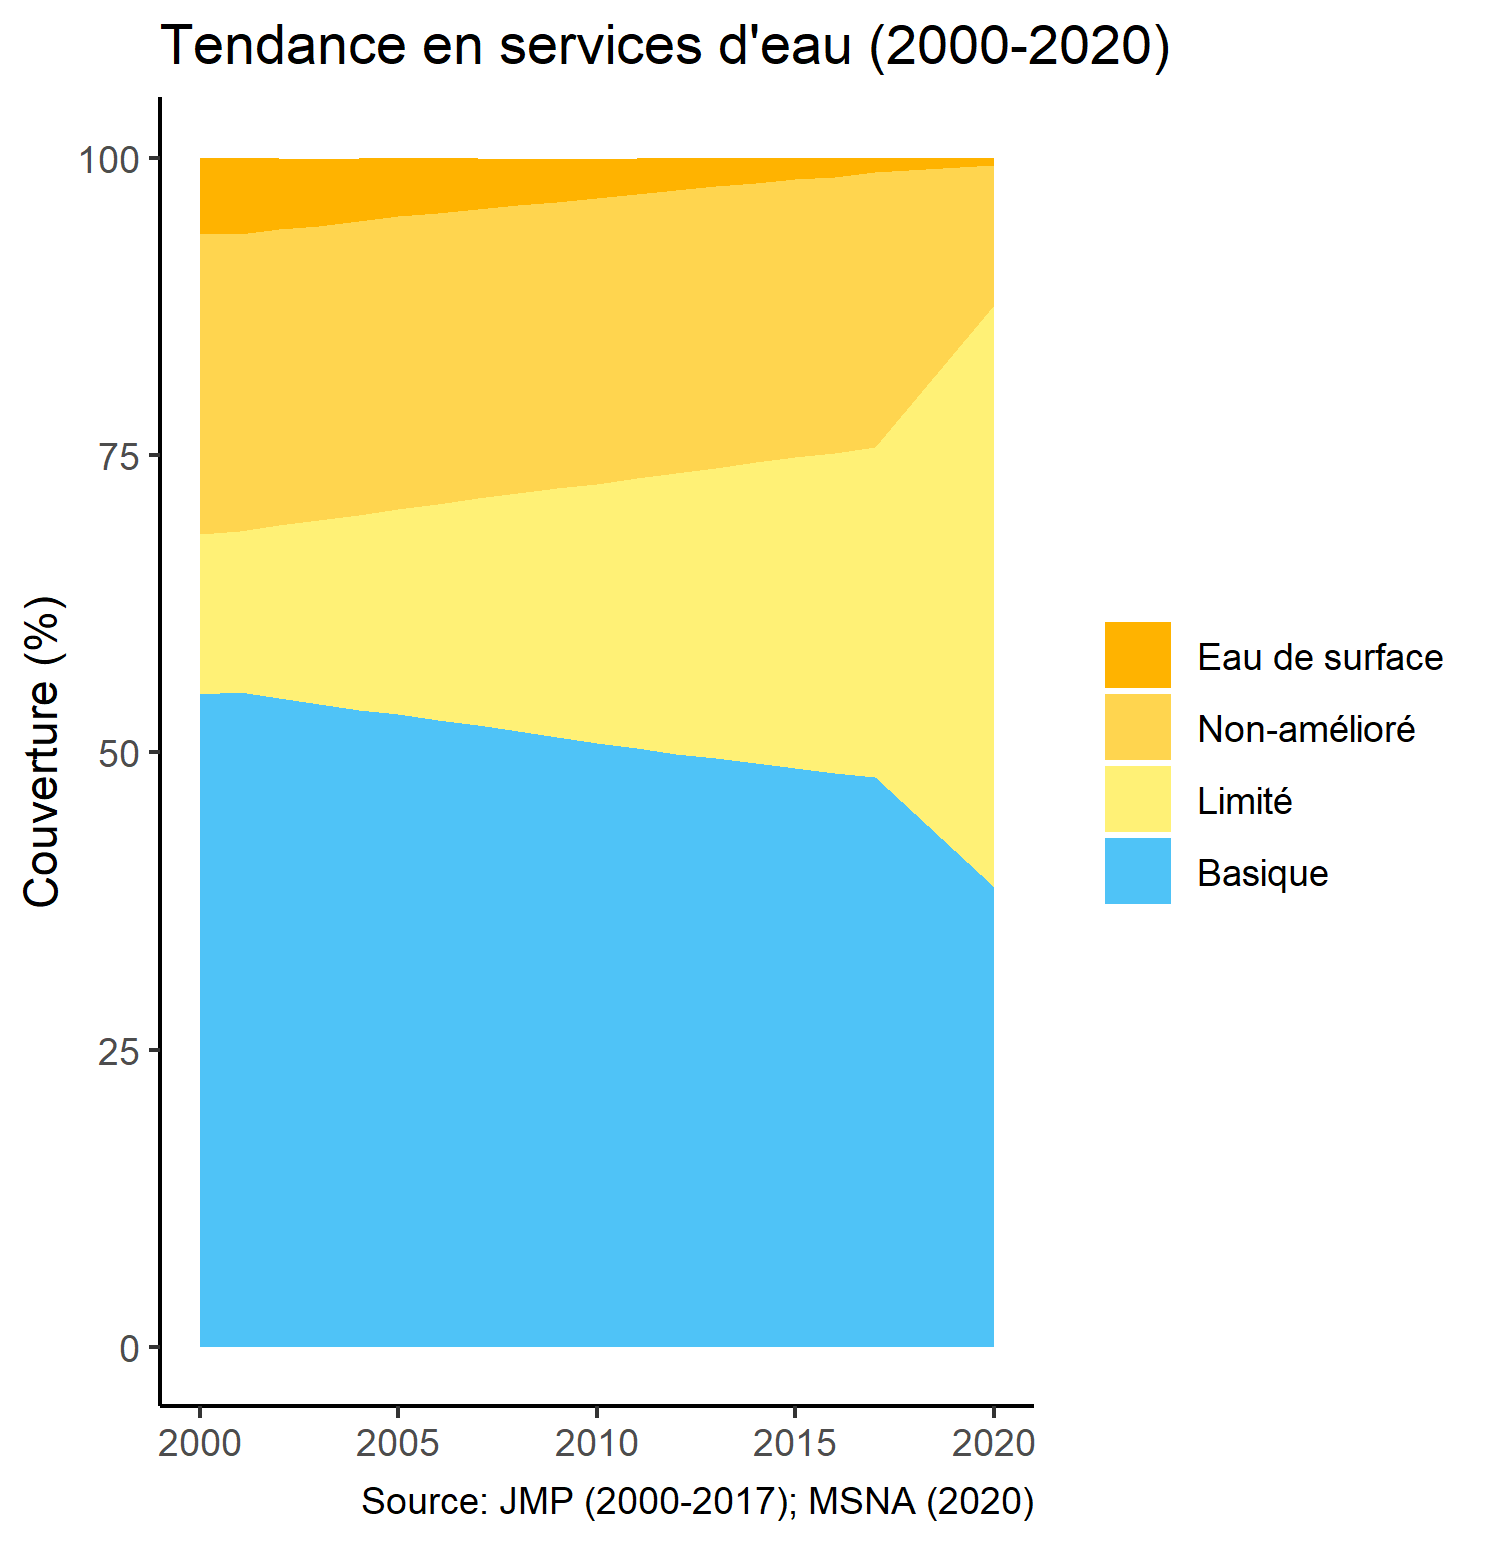 Tendance en services d'eau (2000-2020)
Couverture (%)
100
75
50
25
0
2000 2005 2010 2015 2020
Eau de surface
Non-amélioré
Limité
Basique
Source: JMP (2000-2017); MSNA (2020)